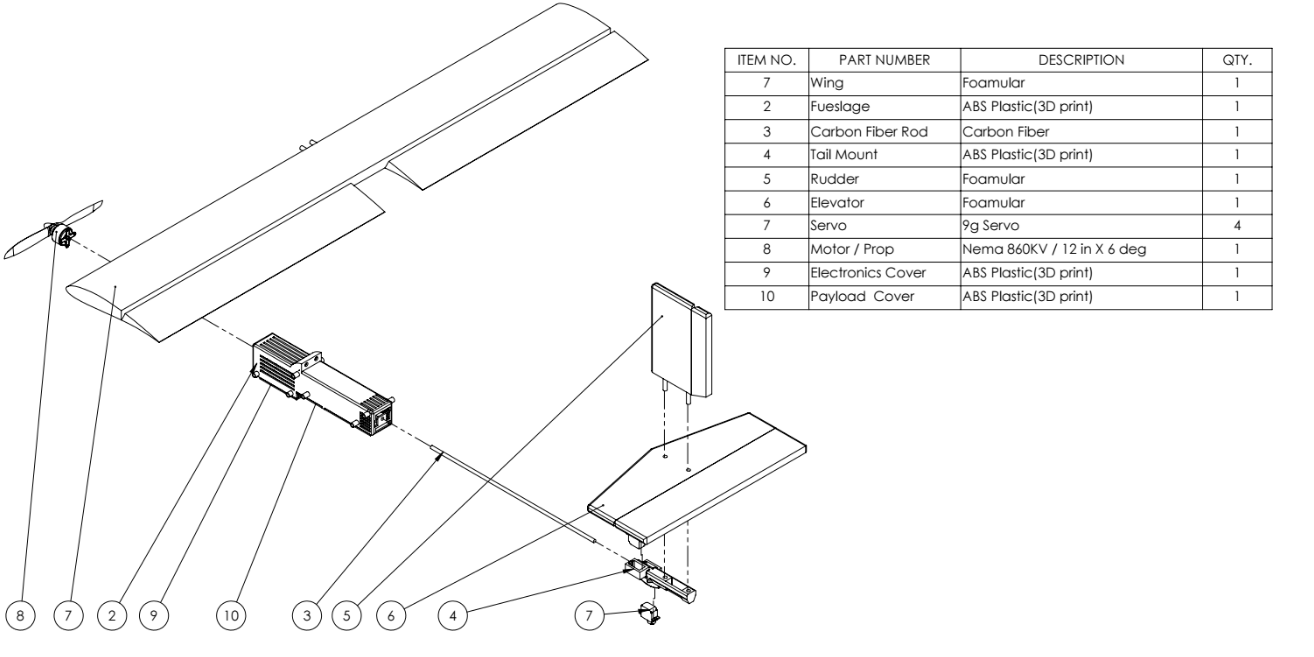 ITEM NO. PART NUMBER DESCRIPTION QTY.
7 Wing Foamular 1
2 Fueslage ABS Plastic(3D print) 1
3 Carbon Fiber Rod Carbon Fiber 1
4 Tail Mount ABS Plastic(3D print) 1
5 Rudder Foamular 1
6 Elevator Foamular 1
7 Servo 9g Servo 4
8 Motor / Prop Nema 860KV / 12 in X 6 deg 1
9 Electronics Cover ABS Plastic(3D print) 1
10 Payload Cover ABS Plastic(3D print) 1
8 7 2 9 10 3 5 6 4 7